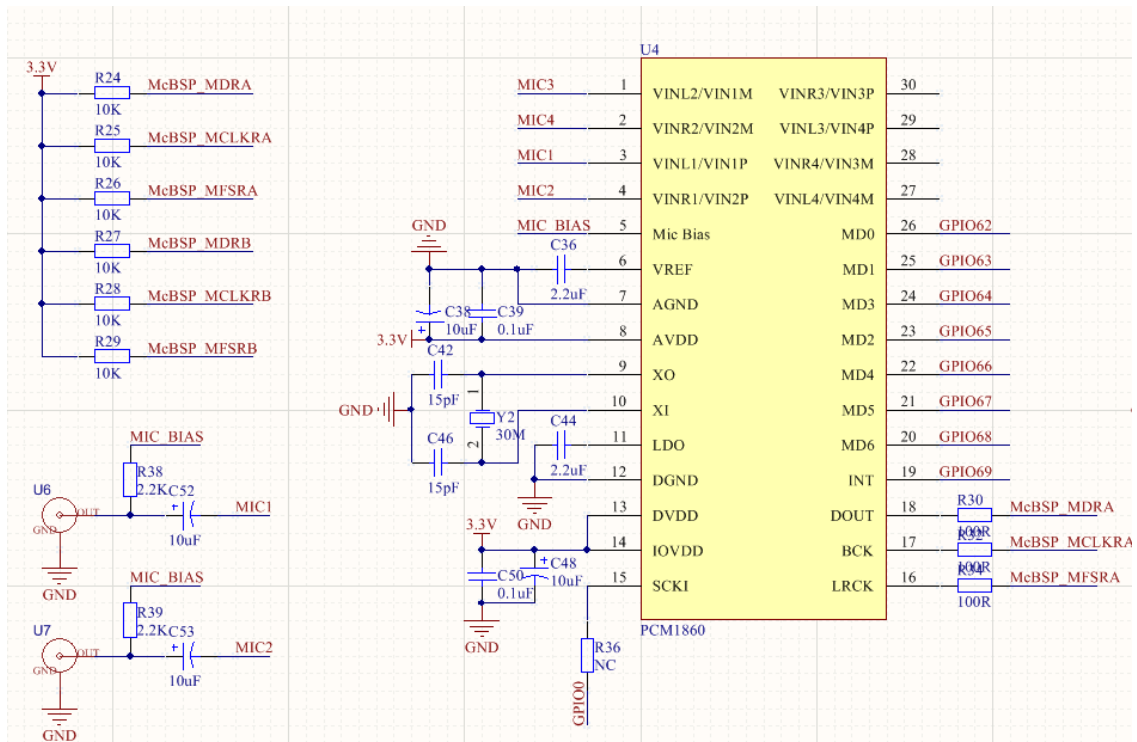 3.3V
R24
McBSP_MDRA
10K
R25
McBSP_MCLKRA
10K
R26
McBSP_MFSRA
10K
R27
McBSP_MDRB
10K
R28
McBSP_MCLKRB
10K
R29
McBSP_MFSRB
10K
MIC_BIAS
R38
2.2K
C52
U6
OUT
GND
+
MIC1
10uF
GND
MIC_BIAS
R39
2.2K
C53
U7
OUT
GND
+
MIC2
10uF
GND
U4
MIC3 1 VINL2/VIN1M VINR3/VIN3P 30
MIC4 2 VINR2/VIN2M VINL3/VIN4P 29
MIC1 3 VINL1/VIN1P VINR4/VIN3M 28
MIC2 4 VINR1/VIN2P VINL4/VIN4M 27
MIC_BIAS 5 Mic Bias MD0 26 GPIO62
6 VREF MD1 25 GPIO63
7 AGND MD3 24 GPIO64
8 AVDD MD2 23 GPIO65
9 XO MD4 22 GPIO66
10 XI MD5 21 GPIO67
11 LDO MD6 20 GPIO68
12 DGND INT 19 GPIO69
13 DVDD DOUT 18 R30 100R McBSP_MDRA
14 IOVDD BCK 17 R32 100R McBSP_MCLKRA
15 SCKI LRCK 16 R34 100R McBSP_MFSRA
PCM1860
GND
C36
2.2uF
C38
10uF
+
C39
0.1uF
3.3V
C42
15pF
GND
1
Y2
30M
2
C46
15pF
C44
2.2uF
GND
3.3V
C50
0.1uF
+
C48
10uF
GND
R36
NC
GPIO0